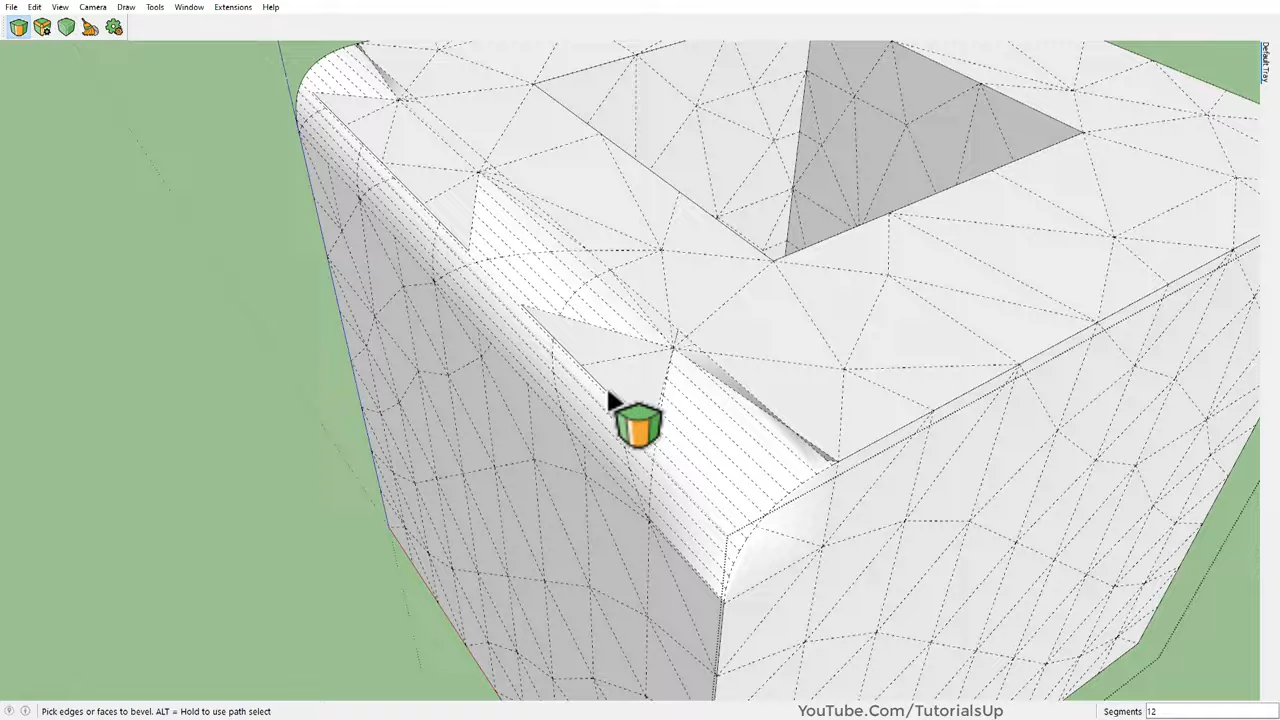 File Edit View Camera Draw Tools Window Extensions Help
Default Tray
Pick edges or faces to bevel. ALT = Hold to use path select
YouTube.Com/TutorialsUp
Segments 12